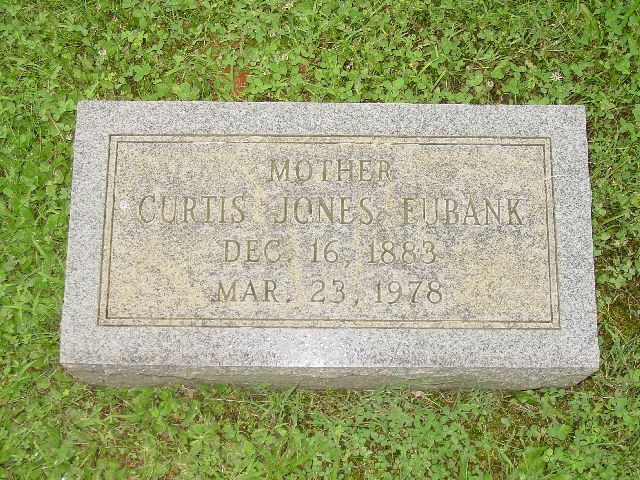 MOTHER
CURTIS JONES EUBANK
DEC. 16, 1883
MAR. 23, 1978